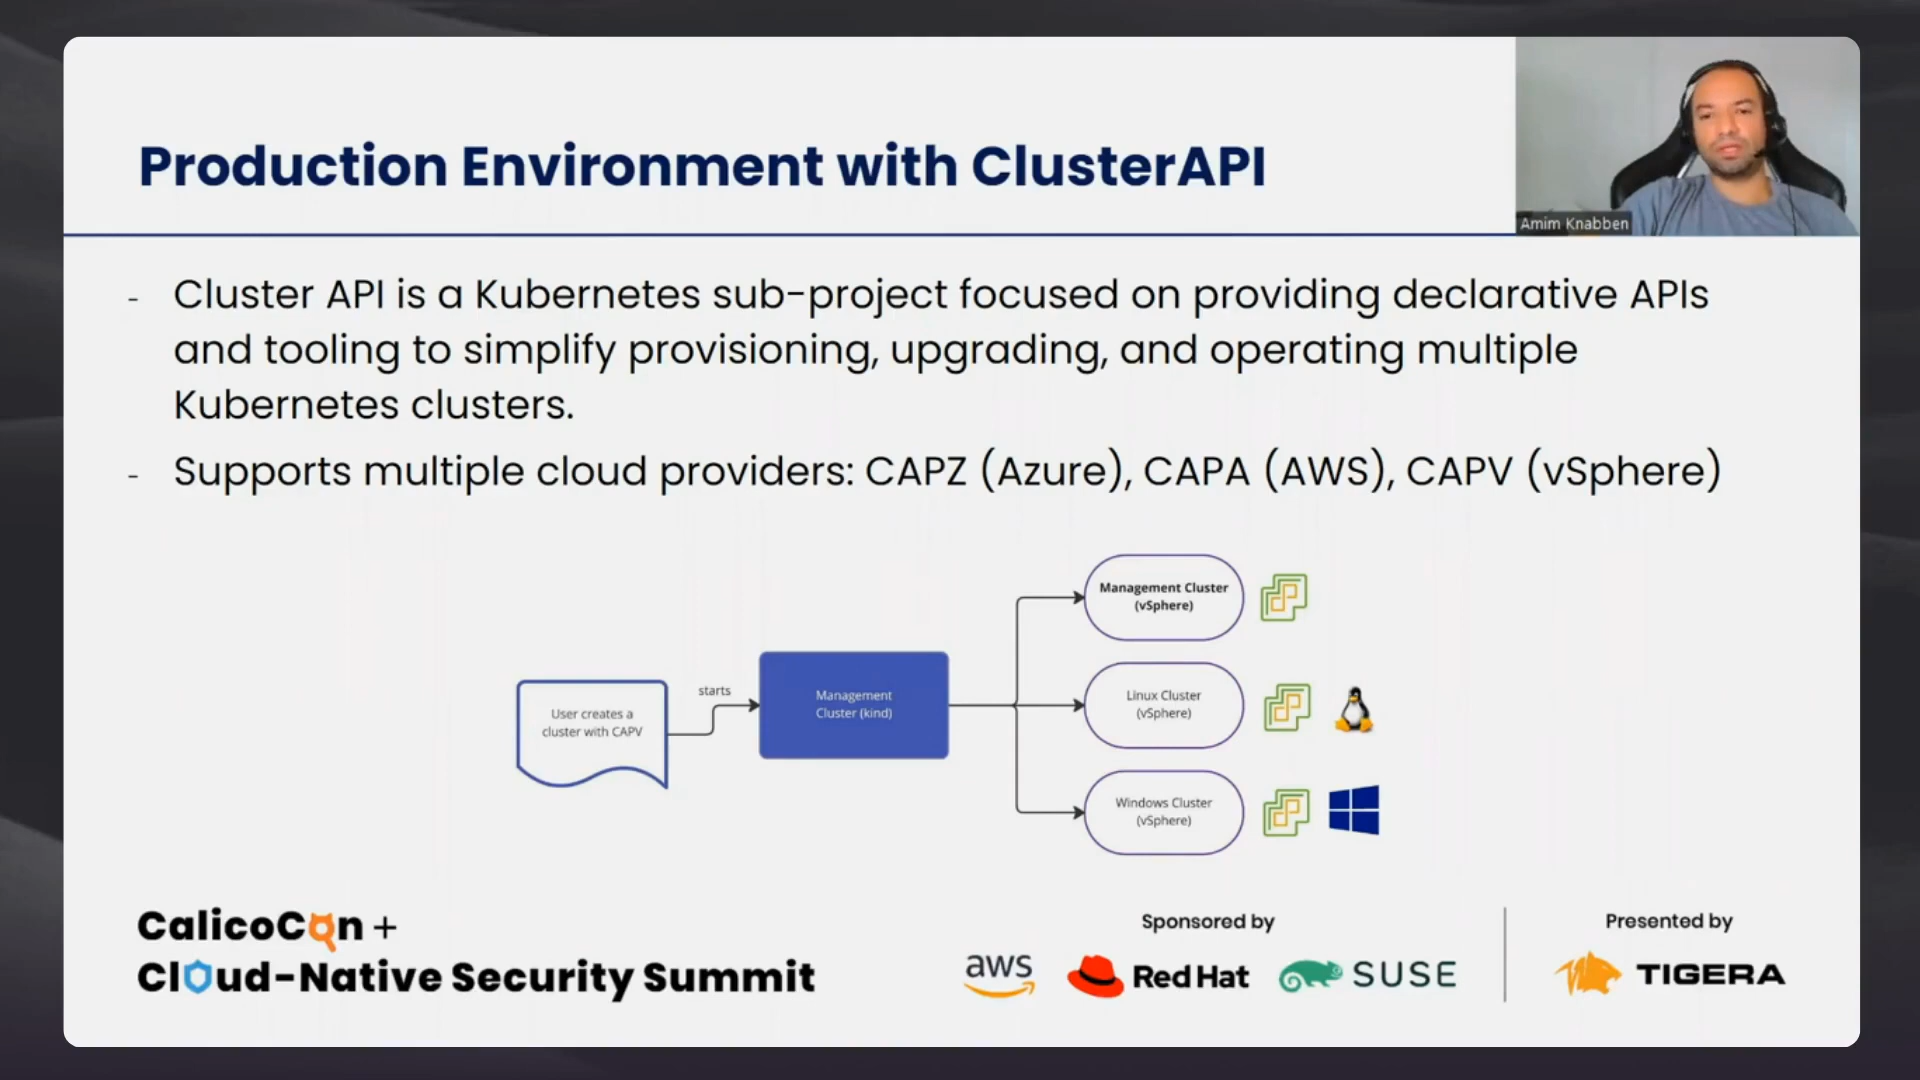 Production Environment with ClusterAPI
Amim Knabben
- Cluster API is a Kubernetes sub-project focused on providing declarative APIs
and tooling to simplify provisioning, upgrading, and operating multiple
Kubernetes clusters.
- Supports multiple cloud providers: CAPZ (Azure), CAPA (AWS), CAPV (vSphere)
User creates a
cluster with CAPV
starts
Management
Cluster (kind)
Management Cluster
(vSphere)
Linux Cluster
(vSphere)
Windows Cluster
(vSphere)
CalicoCon +
Cloud-Native Security Summit
Sponsored by
aws
Red Hat
SUSE
Presented by
TIGERA